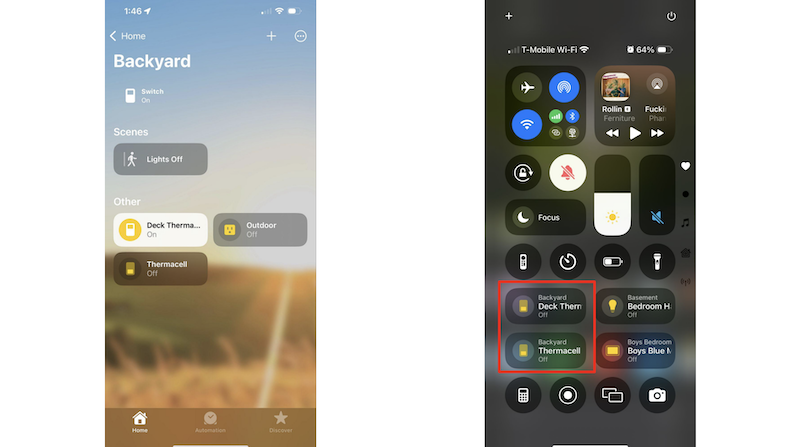 1:46
Home
Backyard
Switch
On
Scenes
Lights Off
Other
Deck Therma...
On
Outdoor
Off
Thermacell
Off
Home
Automation
Discover
T-Mobile Wi-Fi
64%
Rollin E
Ferniture
Fuckin
Phar
Focus
Backyard
Deck Therm
Off
Basement
Bedroom H
Off
Backyard
Thermacell
Off
Boys Bedroom
Boys Blue M
Off